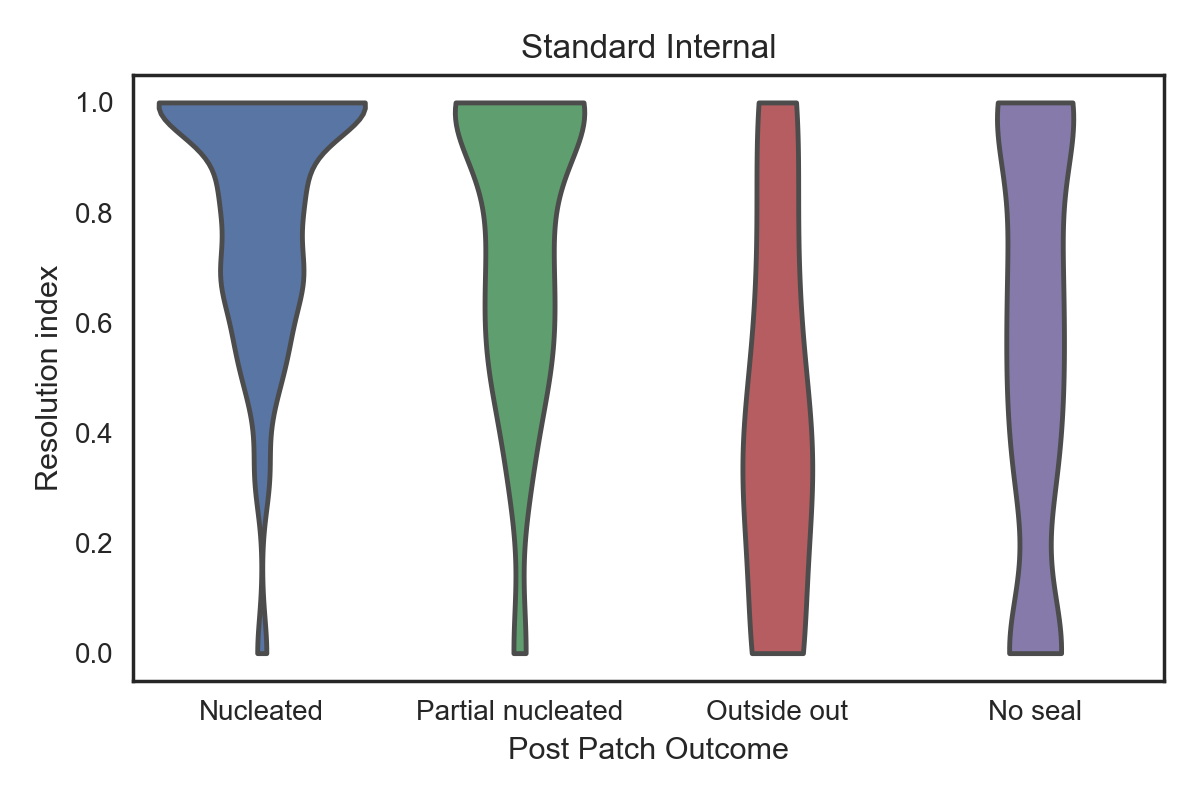 Standard Internal
Resolution index
1.0
0.8
0.6
0.4
0.2
0.0
Nucleated Partial nucleated Outside out No seal
Post Patch Outcome